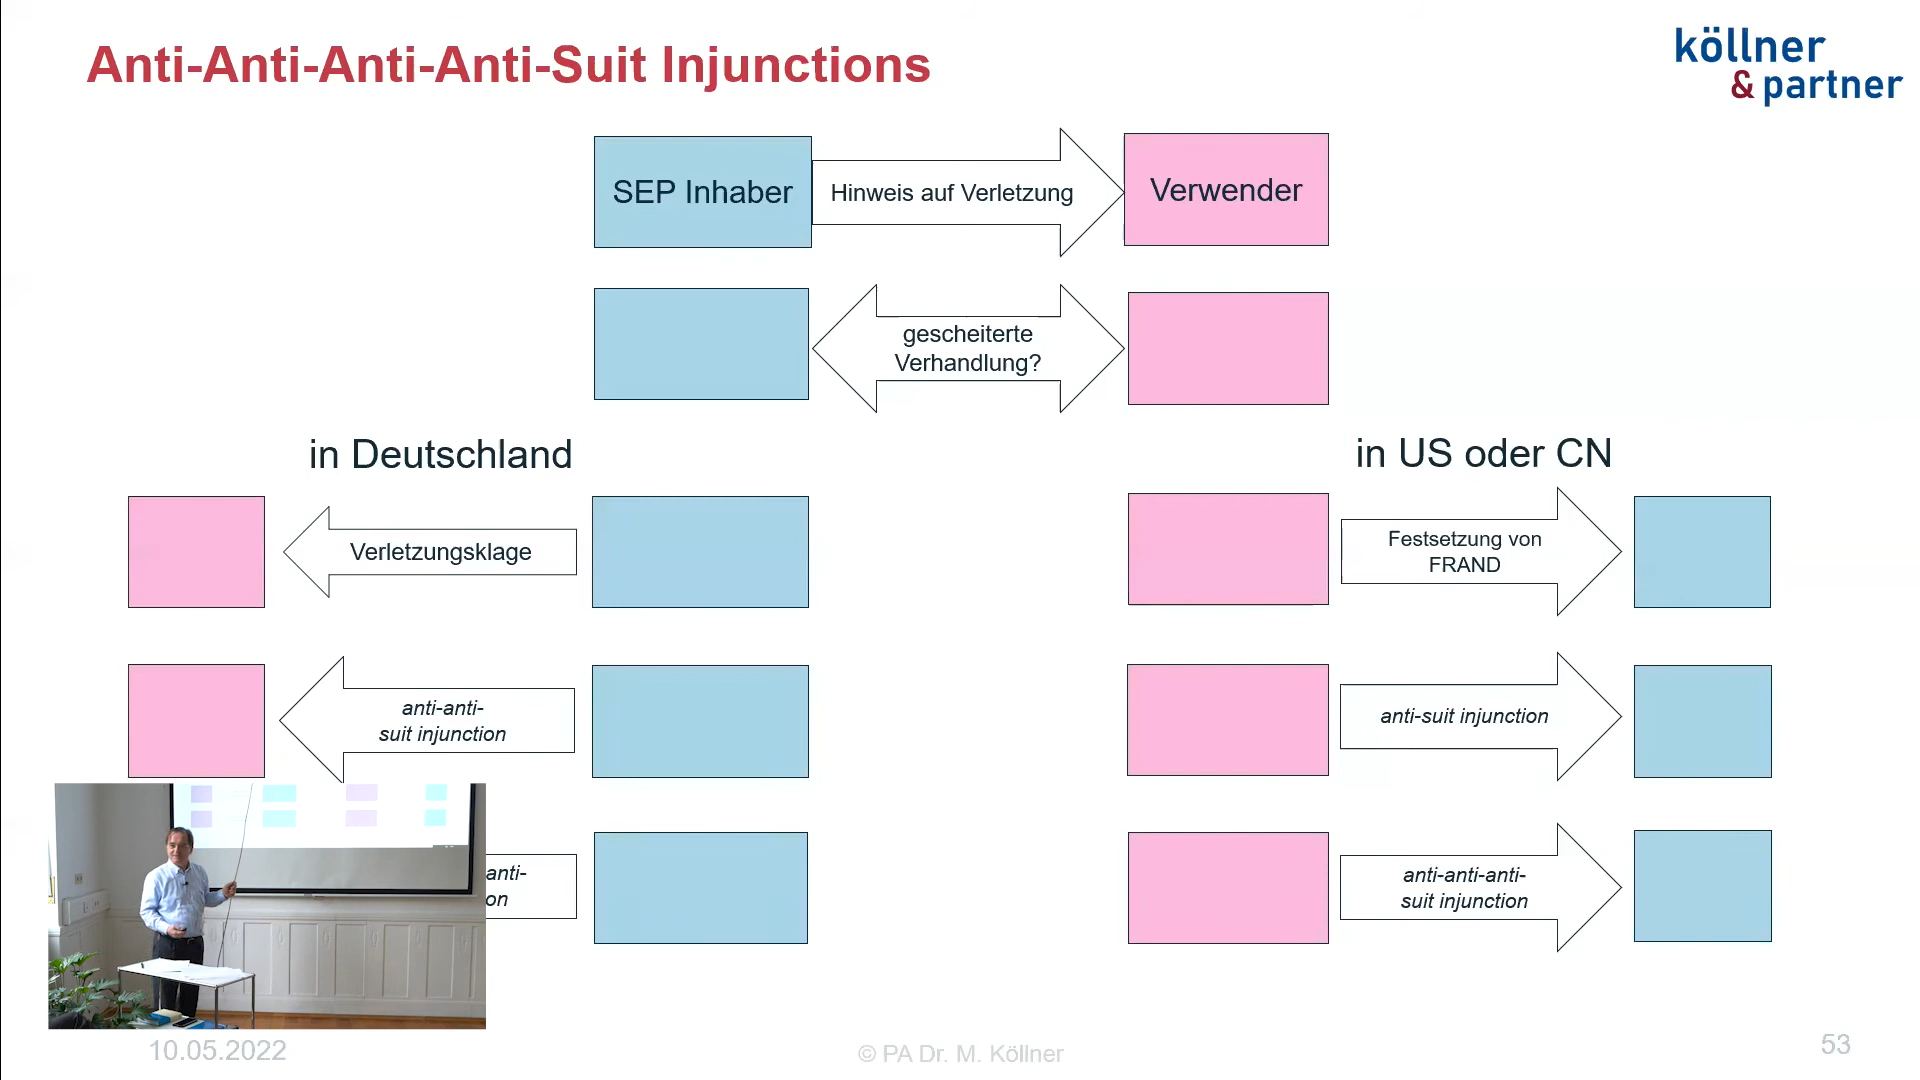 Anti-Anti-Anti-Anti-Suit Injunctions
köllner
& partner
SEP Inhaber
Hinweis auf Verletzung
Verwender
gescheiterte
Verhandlung?
in Deutschland
in US oder CN
Verletzungsklage
Festsetzung von
FRAND
anti-anti-
suit injunction
anti-suit injunction
anti-
on
anti-anti-anti-
suit injunction
10.05.2022
© PA Dr. M. Köllner
53